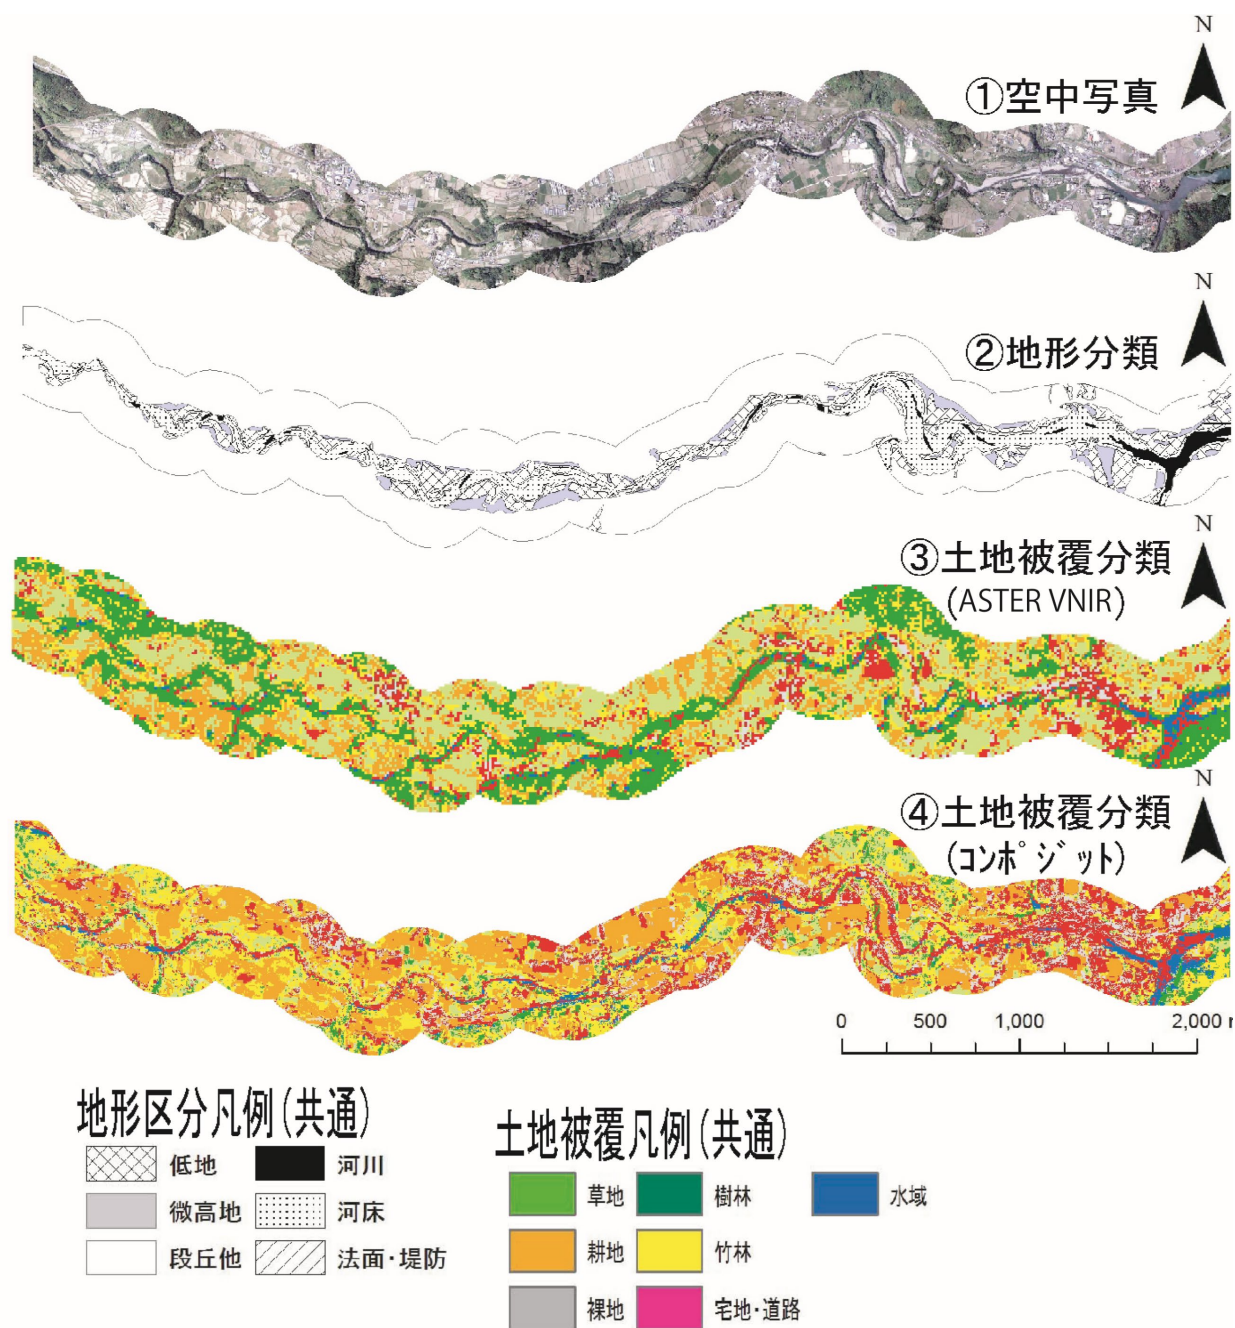 N
①空中写真
N
②地形分類
N
③土地被覆分類
(ASTER VNIR)
N
④土地被覆分類
(コンポジット)
0 500 1,000 2,000 r
地形区分凡例(共通)
低地 河川
微高地 河床
段丘他 法面・堤防
土地被覆凡例(共通)
草地 樹林 水域
耕地 竹林
裸地 宅地・道路